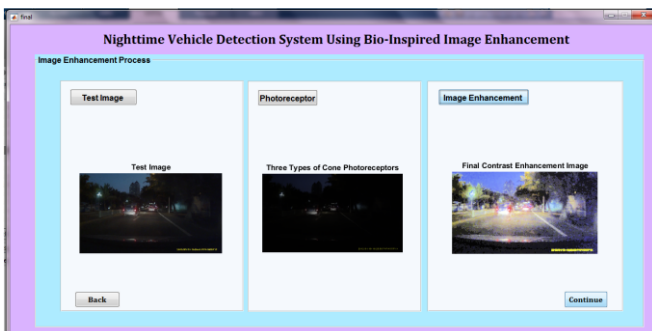 final
Nighttime Vehicle Detection System Using Bio-Inspired Image Enhancement
Image Enhancement Process
Test Image
Photoreceptor
Image Enhancement
Test Image
Three Types of Cone Photoreceptors
Final Contrast Enhancement Image
Back
Continue